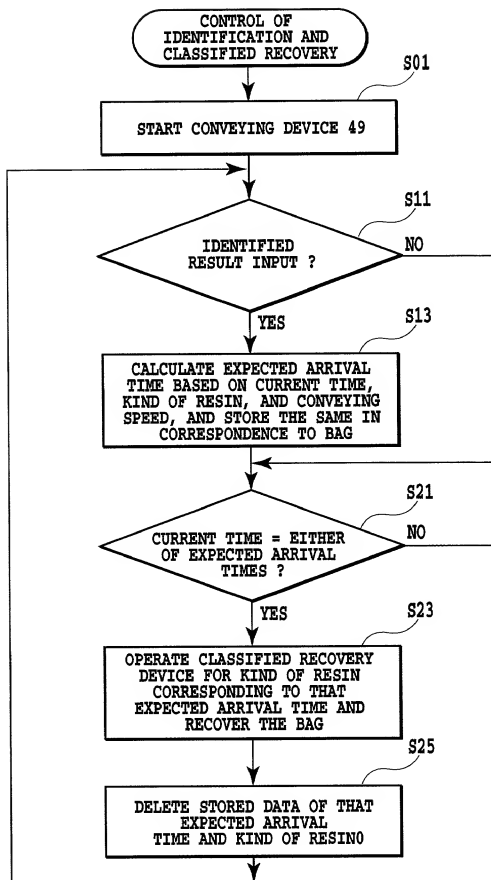 CONTROL OF
IDENTIFICATION AND
CLASSIFIED RECOVERY
S01
START CONVEYING DEVICE 49
S11
IDENTIFIED
RESULT INPUT ?
NO
YES
S13
CALCULATE EXPECTED ARRIVAL
TIME BASED ON CURRENT TIME,
KIND OF RESIN, AND CONVEYING
SPEED, AND STORE THE SAME IN
CORRESPONDENCE TO BAG
S21
CURRENT TIME = EITHER
OF EXPECTED ARRIVAL
TIMES ?
NO
YES
S23
OPERATE CLASSIFIED RECOVERY
DEVICE FOR KIND OF RESIN
CORRESPONDING TO THAT
EXPECTED ARRIVAL TIME AND
RECOVER THE BAG
S25
DELETE STORED DATA OF THAT
EXPECTED ARRIVAL
TIME AND KIND OF RESIN0